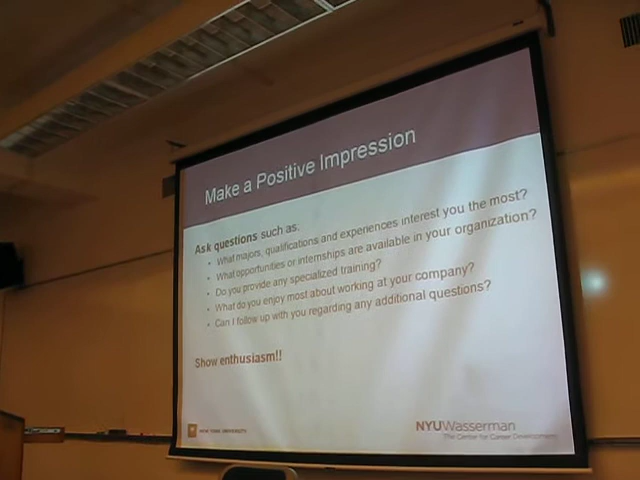 Make a Positive Impression
Ask questions such as:
• What majors, qualifications and experiences interest you the most?
• What opportunities or internships are available in your organization?
• Do you provide any specialized training?
• What do you enjoy most about working at your company?
• Can I follow up with you regarding any additional questions?
Show enthusiasm!!
NEW YORK UNIVERSITY
NYUWasserman
The Center for Career Development